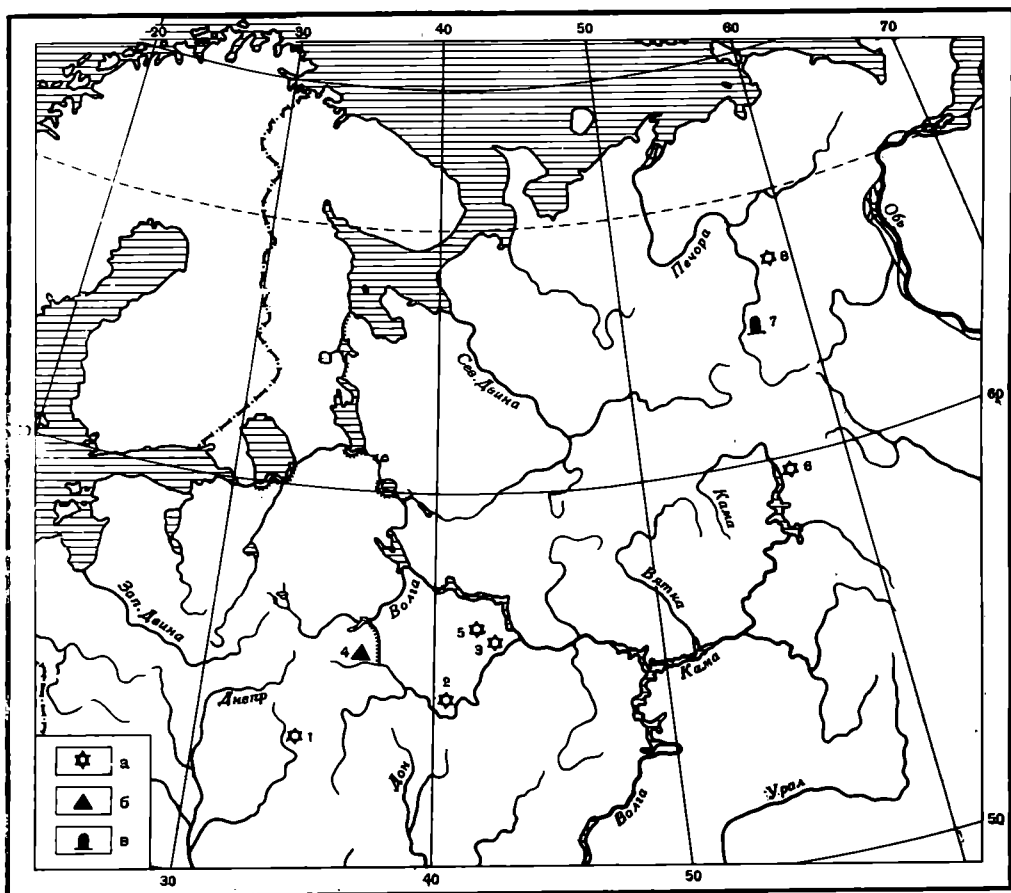 20 30 40 50 60 70
Обь
Печора
8
7
Сев. Двина
60
6
Кама
Вятка
Зап. Двина
Волга
5
3
4
Кама
2
Днепр
1
Дон
Волга
Урал
а
б
в
50
30 40 50